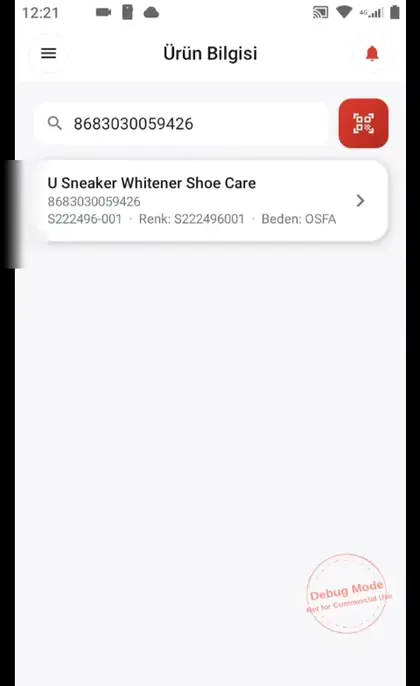 12:21
4G
Ürün Bilgisi
8683030059426
U Sneaker Whitener Shoe Care
8683030059426
S222496-001 · Renk: S222496001 · Beden: OSFA
Debug Mode
Not for Commercial Use